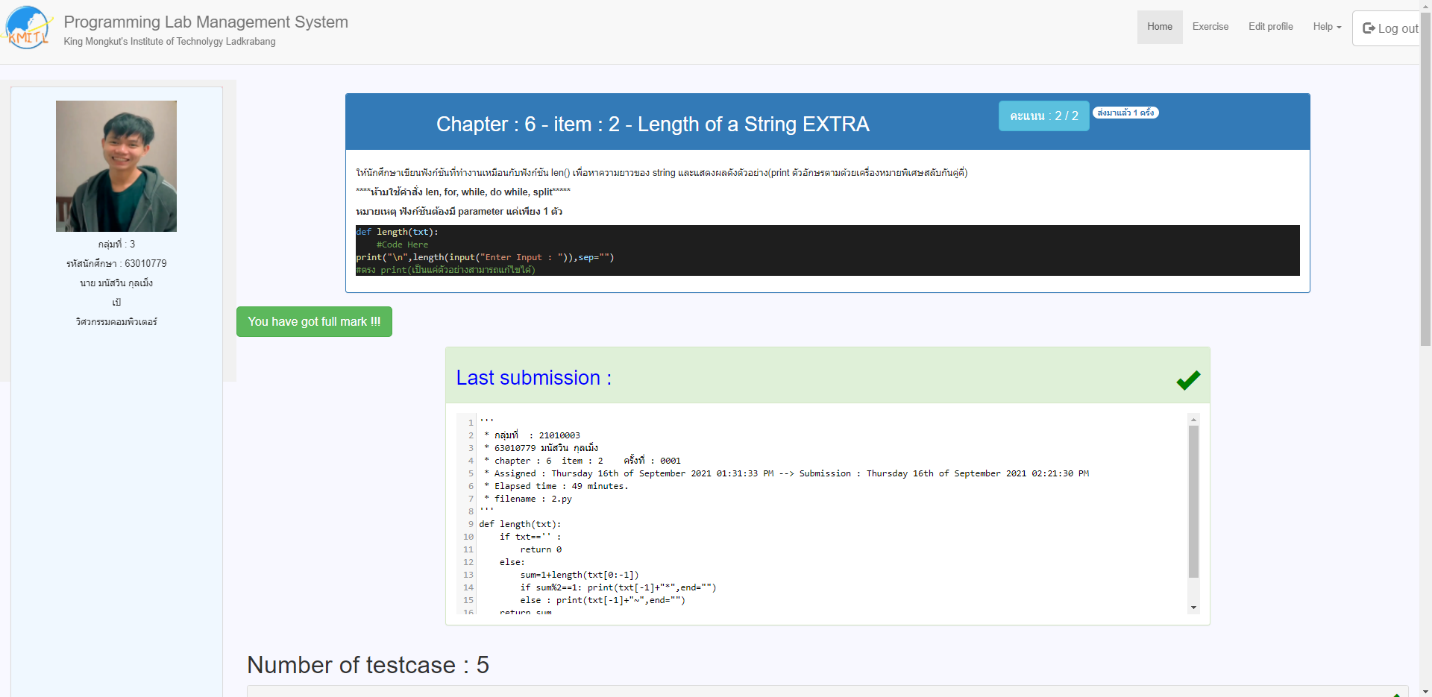 KMITL
Programming Lab Management System
King Mongkut's Institute of Technolygy Ladkrabang
Home Exercise Edit profile Help Log out
กลุ่มที่ : 3
รหัสนักศึกษา : 63010779
นาย มนัสวิน กุลเม็ง
เป้
วิศวกรรมคอมพิวเตอร์
Chapter : 6 - item : 2 - Length of a String EXTRA
คะแนน : 2 / 2
ส่งมาแล้ว 1 ครั้ง
ให้นักศึกษาเขียนฟังก์ชันที่ทำงานเหมือนกับฟังก์ชัน len() เพื่อหาความยาวของ string และแสดงผลดังตัวอย่าง(print ตัวอักษรตามด้วยเครื่องหมายพิเศษสลับกันคู่คี่)
****ห้ามใช้คำสั่ง len, for, while, do while, split*****
หมายเหตุ ฟังก์ชันต้องมี parameter แค่เพียง 1 ตัว
def length(txt):
#Code Here
print("\n",length(input("Enter Input : ")),sep="")
#ตรง print(เป็นแค่ตัวอย่างสามารถแก้ไขได้)
You have got full mark !!!
Last submission :
1 '''
2 * กลุ่มที่ : 21010003
3 * 63010779 มนัสวิน กุลเม็ง
4 * chapter : 6 item : 2 ครั้งที่ : 0001
5 * Assigned : Thursday 16th of September 2021 01:31:33 PM --> Submission : Thursday 16th of September 2021 02:21:30 PM
6 * Elapsed time : 49 minutes.
7 * filename : 2.py
8 '''
9 def length(txt):
10 if txt=='' :
11 return 0
12 else:
13 sum=1+length(txt[0:-1])
14 if sum%2==1: print(txt[-1]+"*",end="")
15 else : print(txt[-1]+"~",end="")
16 return sum
Number of testcase : 5